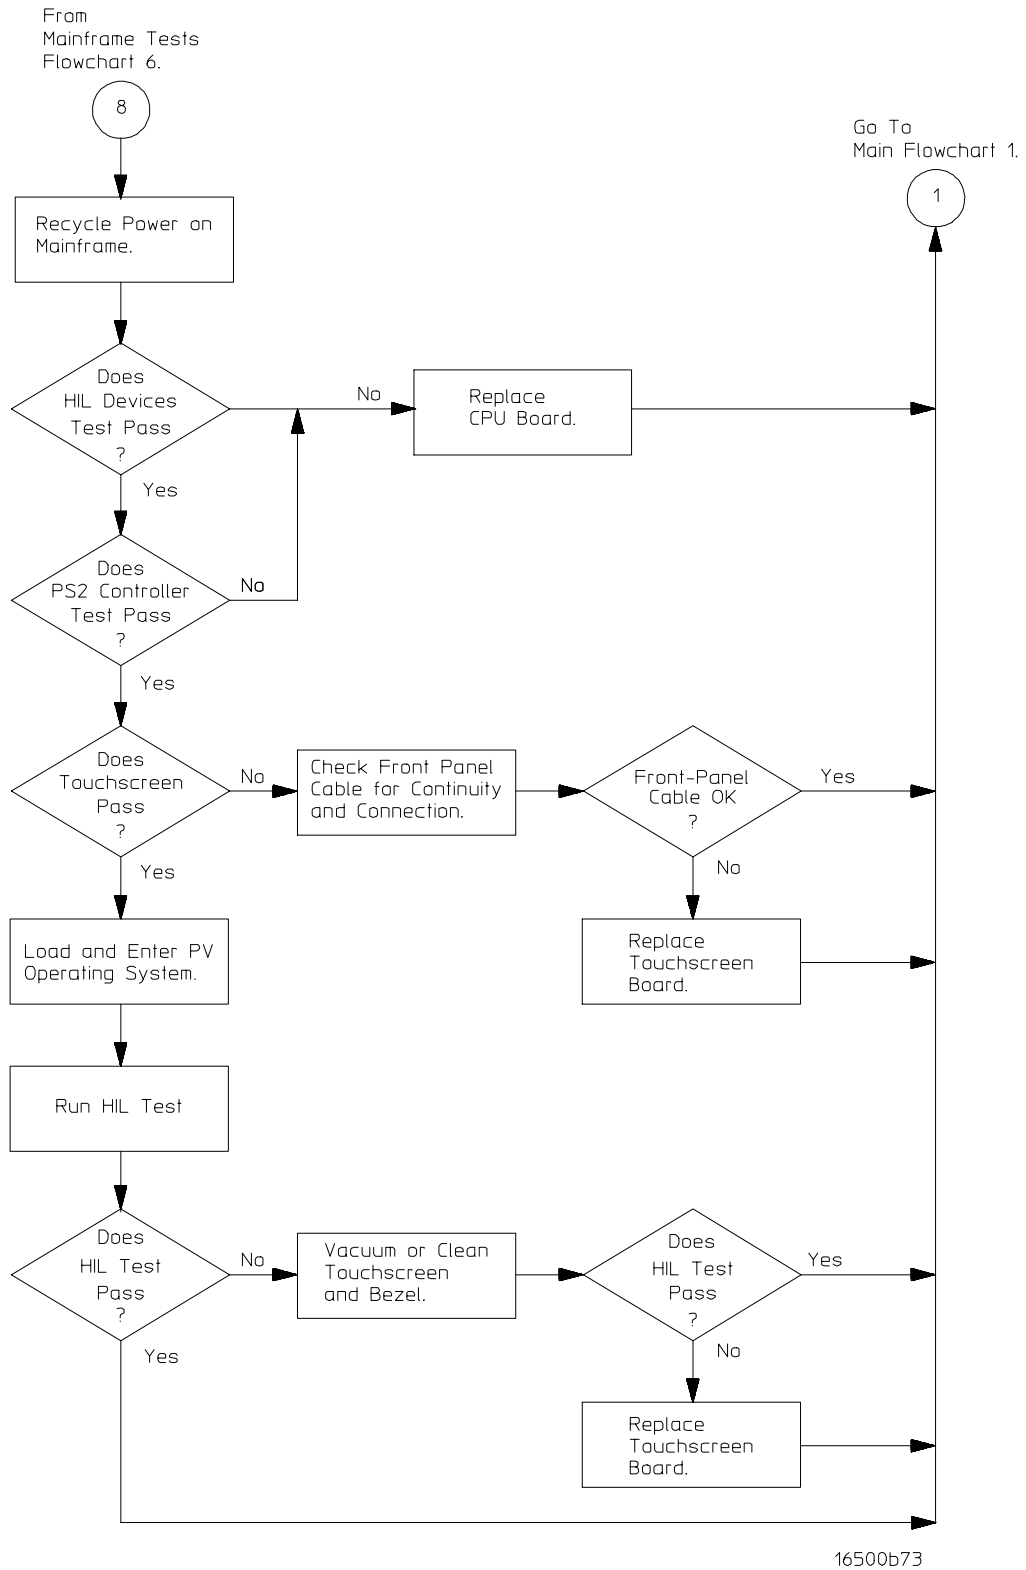 From
Mainframe Tests
Flowchart 6.
8
Go To
Main Flowchart 1.
1
Recycle Power on
Mainframe.
Does
HIL Devices
Test Pass
?
No
Replace
CPU Board.
Yes
Does
PS2 Controller
Test Pass
?
No
Yes
Does
Touchscreen
Pass
?
No
Check Front Panel
Cable for Continuity
and Connection.
Front-Panel
Cable OK
?
Yes
No
Replace
Touchscreen
Board.
Yes
Load and Enter PV
Operating System.
Run HIL Test
Does
HIL Test
Pass
?
No
Vacuum or Clean
Touchscreen
and Bezel.
Does
HIL Test
Pass
?
Yes
No
Replace
Touchscreen
Board.
Yes
16500b73